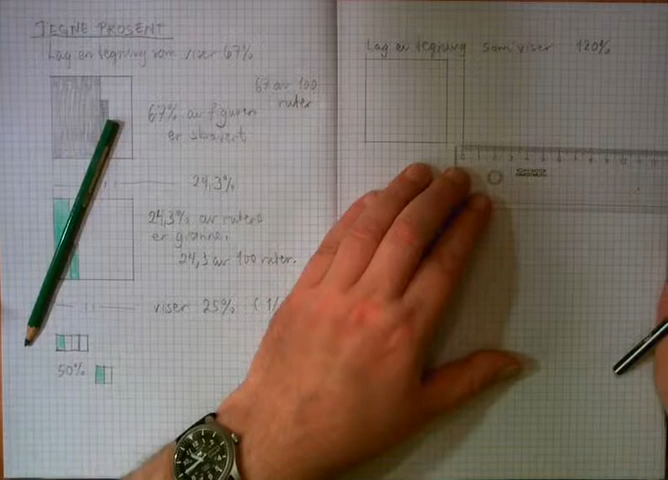 TEGNE PROSENT
Lag en tegning som viser 67%
67 av 100
ruter
67% av figuren
er skravert
24,3%
24,3% av rutene
er grønne.
24,3 av 100 ruter.
viser 25% (1/
50%
Lag en tegning som viser 120%